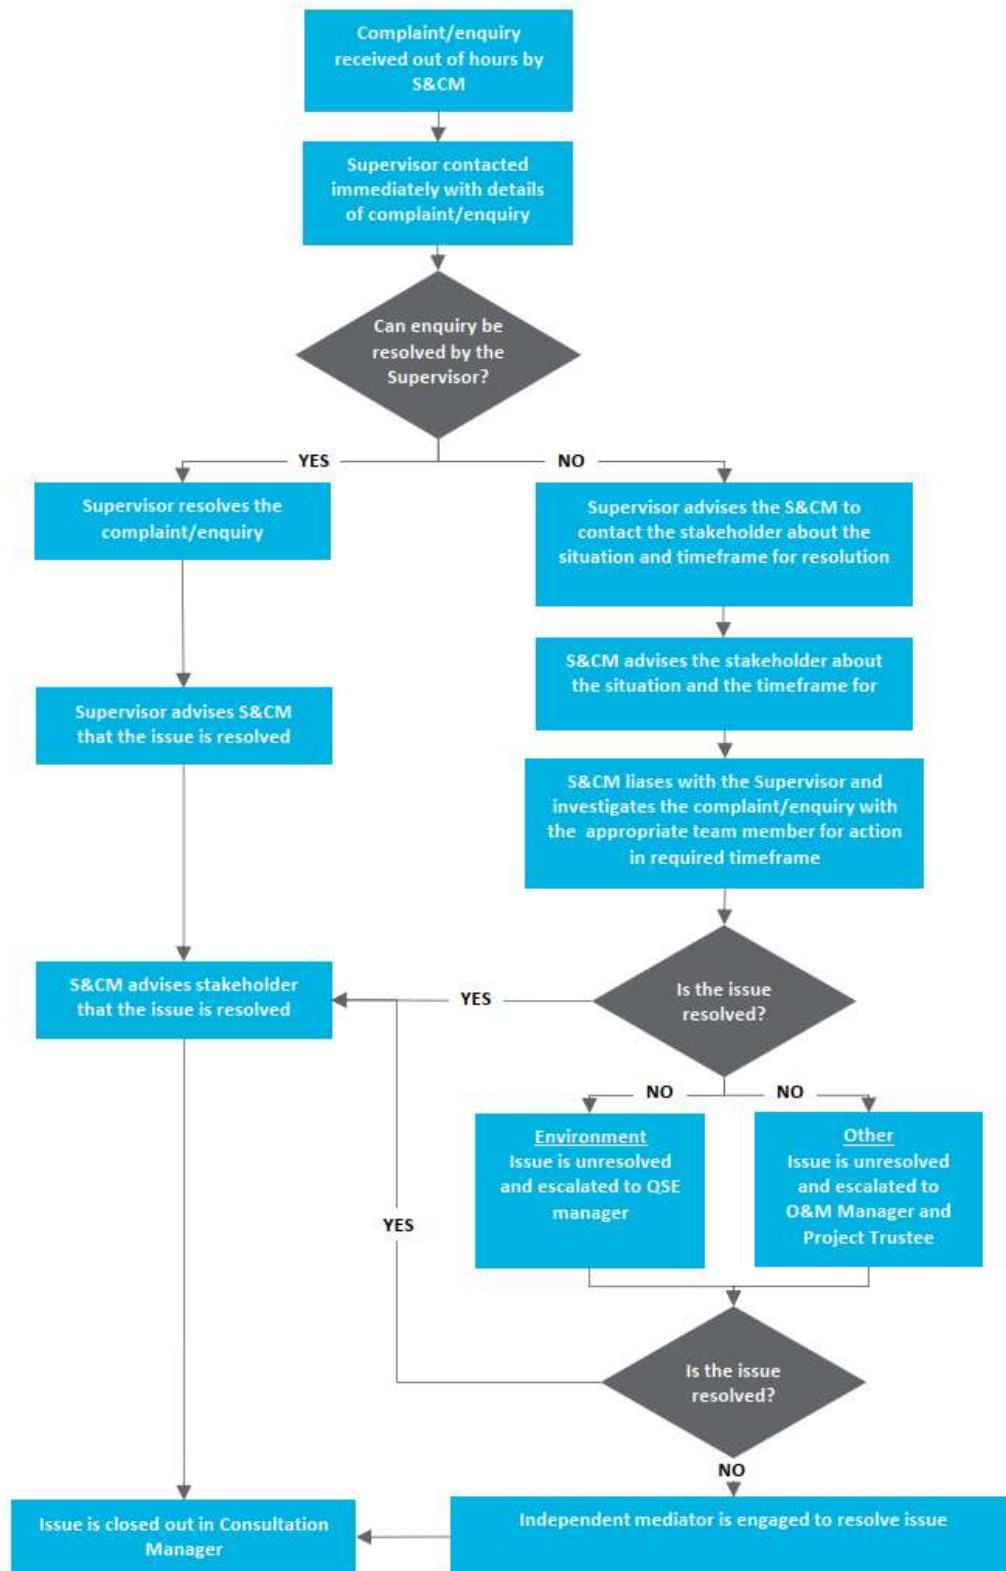 Complaint/enquiry
received out of hours by
S&CM
Supervisor contacted
immediately with details
of complaint/enquiry
Can enquiry be
resolved by the
Supervisor?
YES
NO
Supervisor resolves the
complaint/enquiry
Supervisor advises the S&CM to
contact the stakeholder about the
situation and timeframe for resolution
S&CM advises the stakeholder about
the situation and the timeframe for
Supervisor advises S&CM
that the issue is resolved
S&CM liases with the Supervisor and
investigates the complaint/enquiry with
the appropriate team member for action
in required timeframe
S&CM advises stakeholder
that the issue is resolved
YES
Is the issue
resolved?
NO
NO
Environment
Issue is unresolved
and escalated to QSE
manager
Other
Issue is unresolved
and escalated to
O&M Manager and
Project Trustee
YES
Is the issue
resolved?
NO
Issue is closed out in Consultation
Manager
Independent mediator is engaged to resolve issue